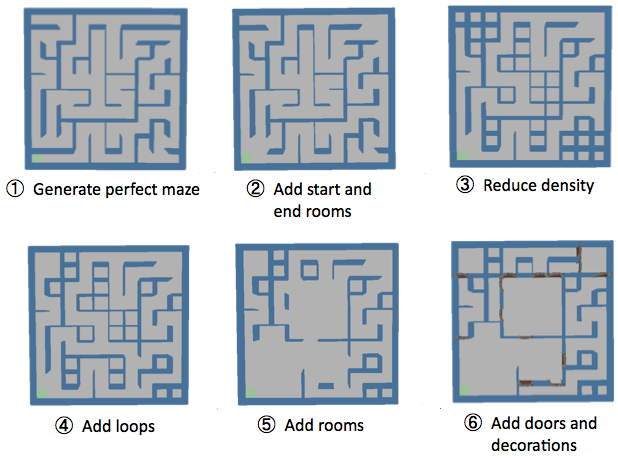 ① Generate perfect maze
② Add start and
end rooms
③ Reduce density
④ Add loops
⑤ Add rooms
⑥ Add doors and
decorations